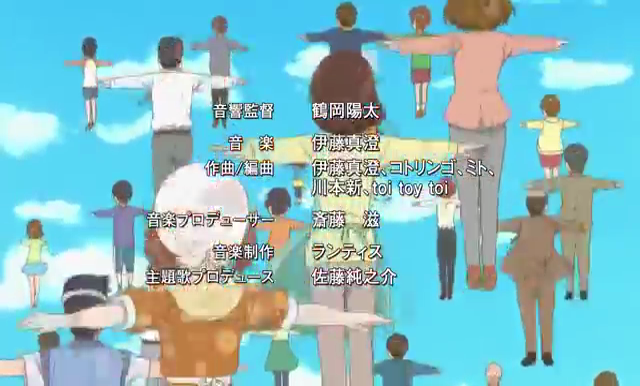 音響監督 鶴岡陽太
音 楽 伊藤真澄
作曲/編曲 伊藤真澄、コトリンゴ、ミト、
川本新、toi toy toi
音楽プロデューサー 斎藤 滋
音楽制作 ランティス
主題歌プロデュース 佐藤純之介